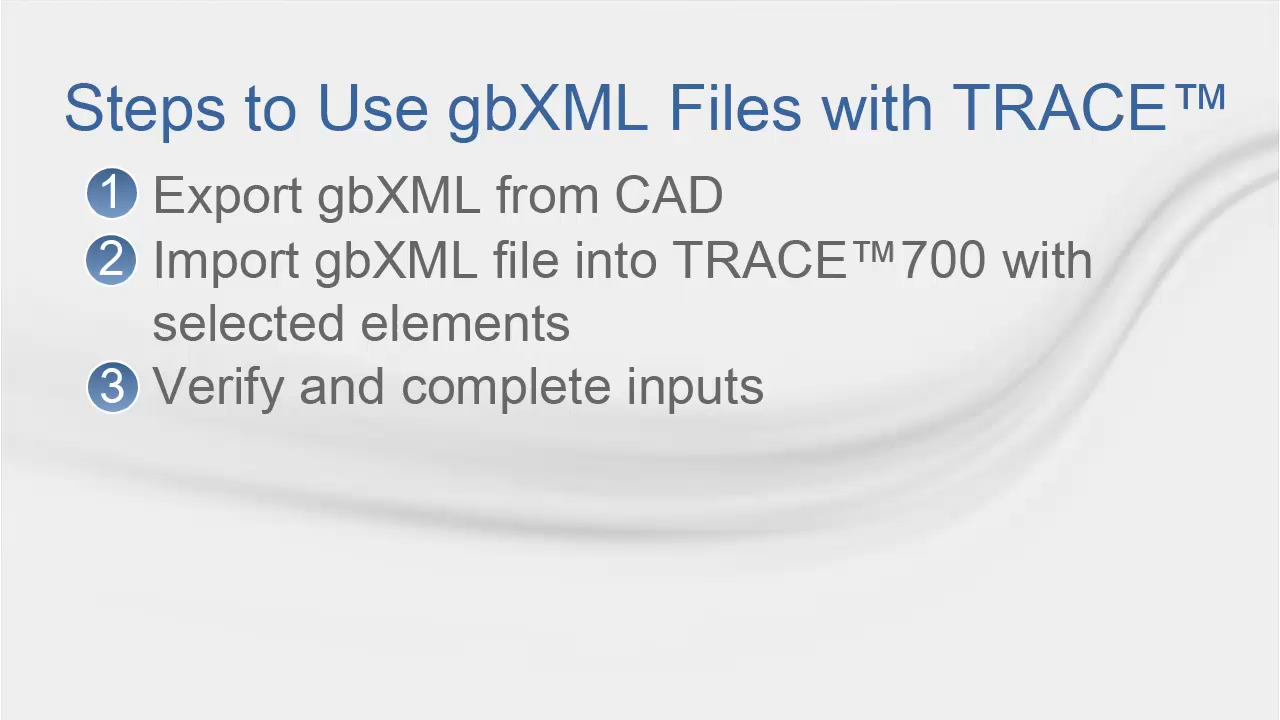 Steps to Use gbXML Files with TRACE™
1 Export gbXML from CAD
2 Import gbXML file into TRACE™700 with
selected elements
3 Verify and complete inputs